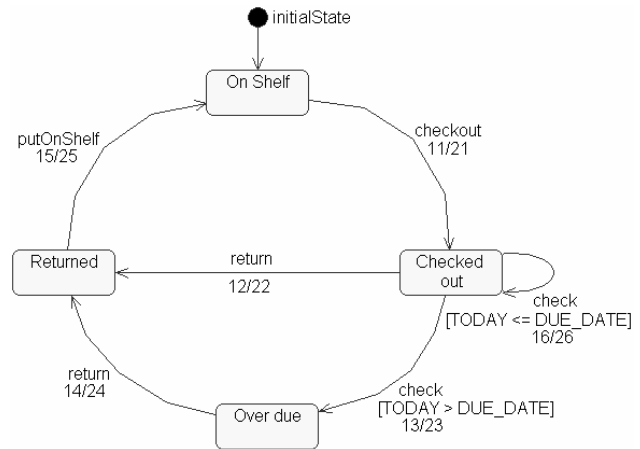 initialState
On Shelf
putOnShelf
15/25
checkout
11/21
Returned
return
12/22
Checked
out
check
[TODAY <= DUE_DATE]
16/26
return
14/24
Over due
check
[TODAY > DUE_DATE]
13/23